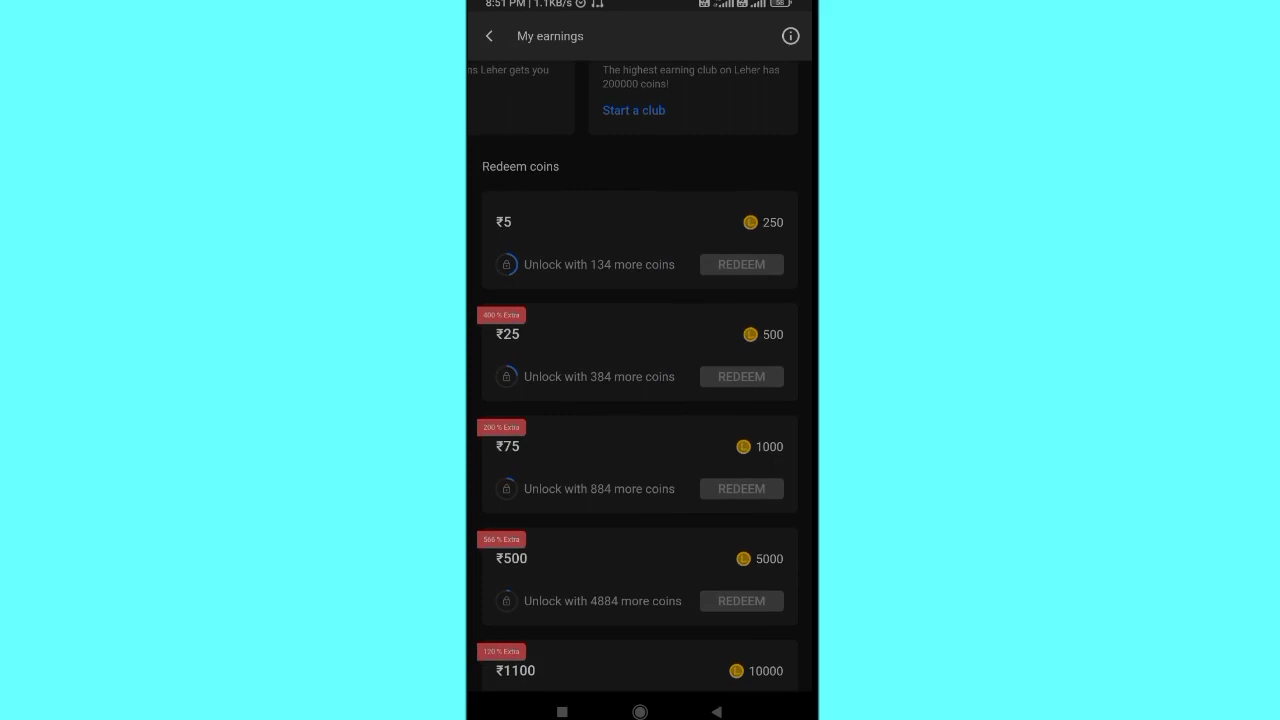 8:51 PM | 1.1KB/s
58
My earnings
ns Leher gets you
The highest earning club on Leher has
200000 coins!
Start a club
Redeem coins
₹5
250
Unlock with 134 more coins
REDEEM
400 % Extra
₹25
500
Unlock with 384 more coins
REDEEM
200 % Extra
₹75
1000
Unlock with 884 more coins
REDEEM
566 % Extra
₹500
5000
Unlock with 4884 more coins
REDEEM
120 % Extra
₹1100
10000